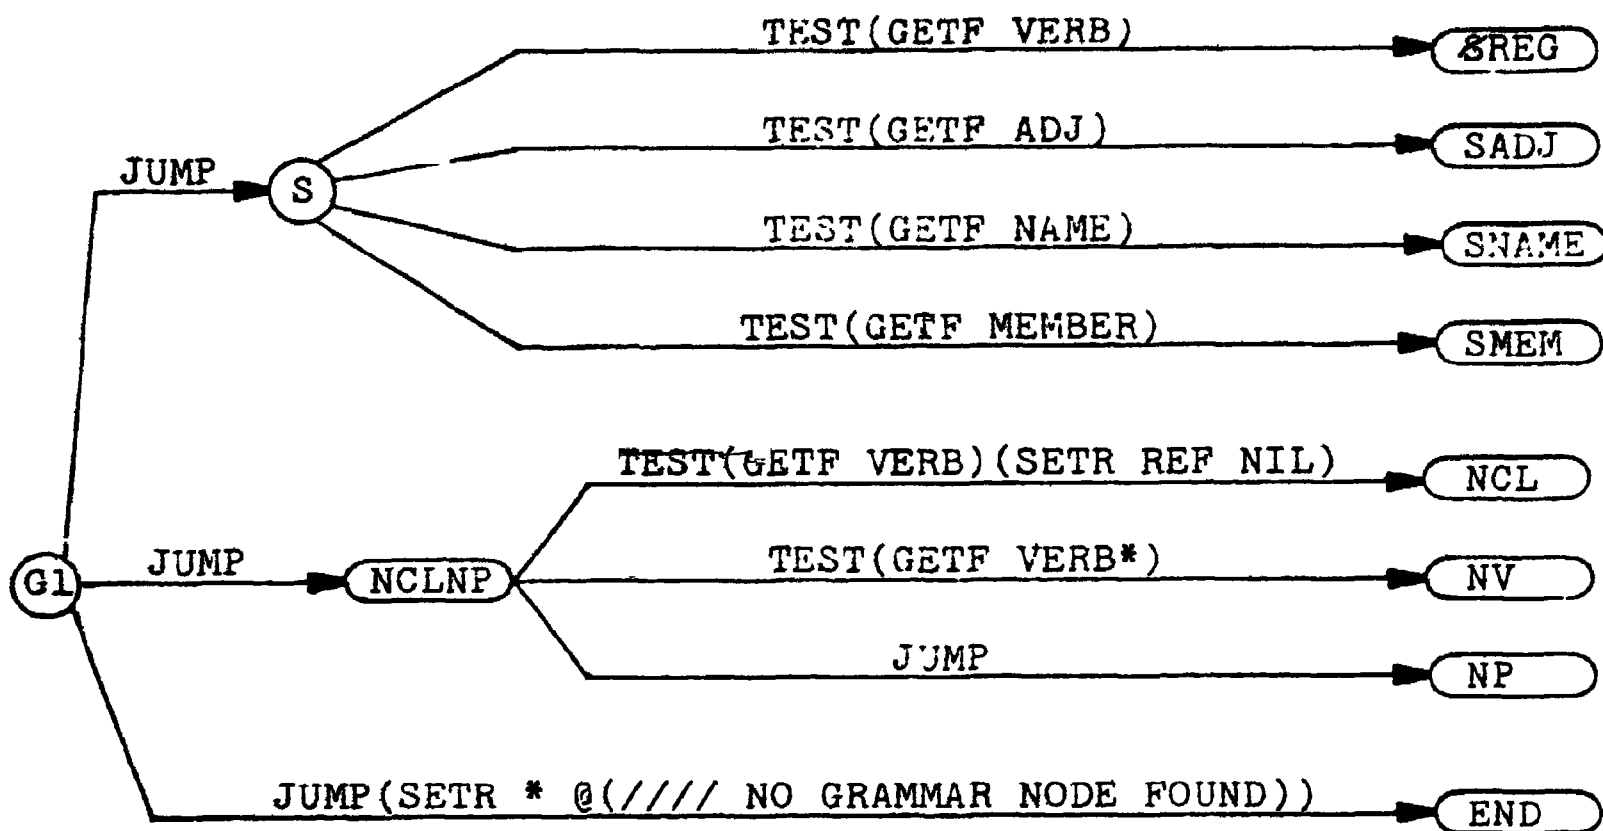 TEST(GETF VERB)
SREG
TEST(GETF ADJ)
SADJ
JUMP
S
TEST(GETF NAME)
SNAME
TEST(GETF MEMBER)
SMEM
TEST(GETF VERB)(SETR REF NIL)
NCL
JUMP
TEST(GETF VERB*)
G1
NCLNP
NV
JUMP
NP
JUMP(SETR * @(//// NO GRAMMAR NODE FOUND))
END